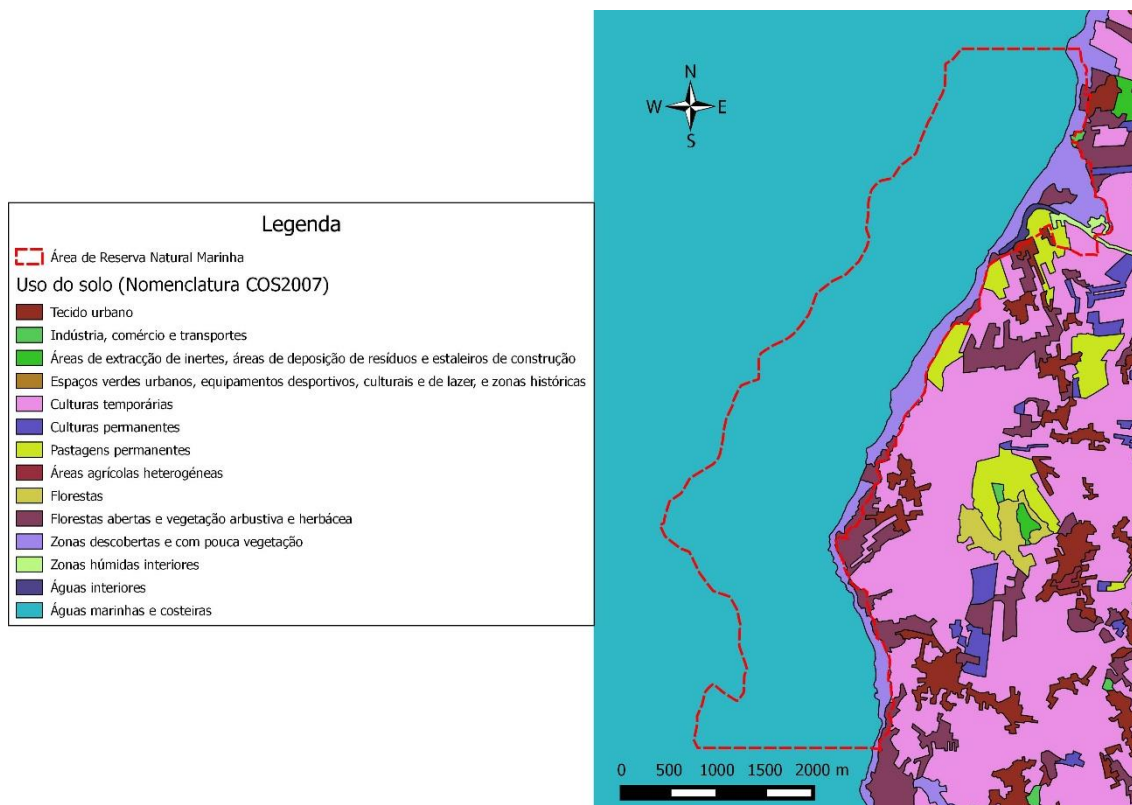 N
W E
S
Legenda
Área de Reserva Natural Marinha
Uso do solo (Nomenclatura COS2007)
Tecido urbano
Indústria, comércio e transportes
Áreas de extracção de inertes, áreas de deposição de resíduos e estaleiros de construção
Espaços verdes urbanos, equipamentos desportivos, culturais e de lazer, e zonas históricas
Culturas temporárias
Culturas permanentes
Pastagens permanentes
Áreas agrícolas heterogéneas
Florestas
Florestas abertas e vegetação arbustiva e herbácea
Zonas descobertas e com pouca vegetação
Zonas húmidas interiores
Águas interiores
Águas marinhas e costeiras
0 500 1000 1500 2000 m